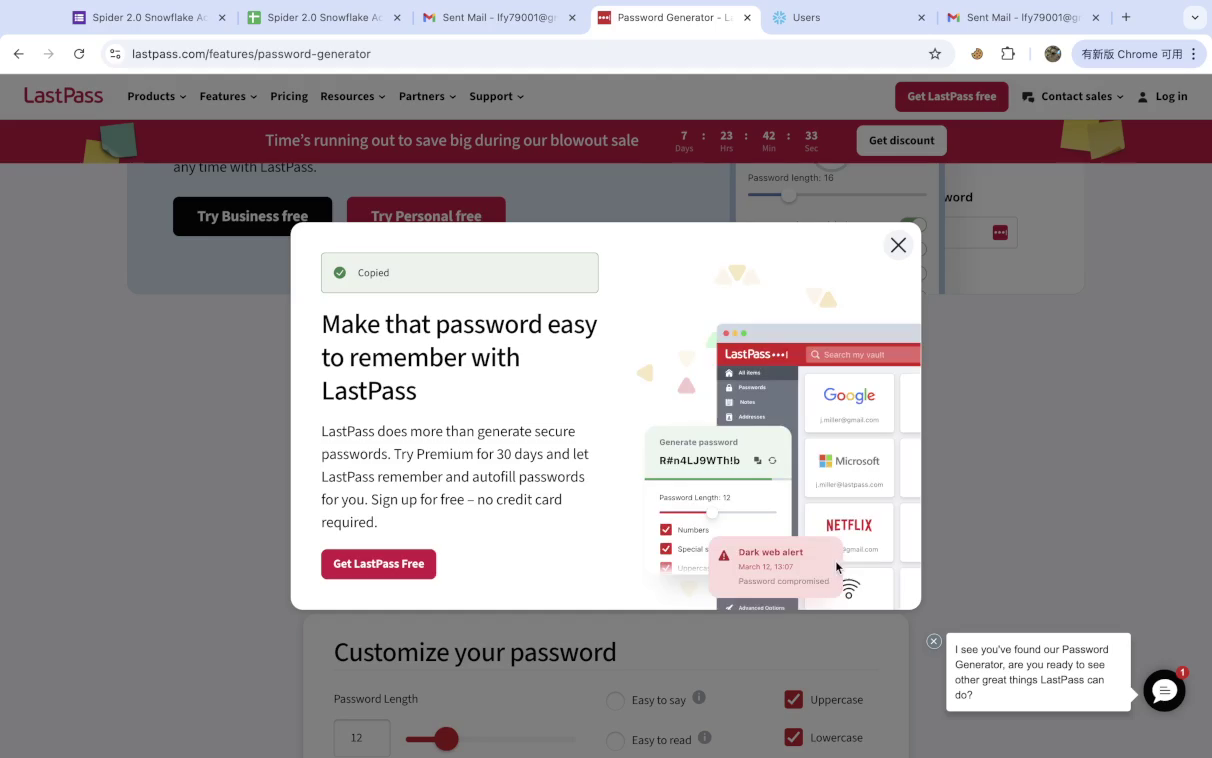 Spider 2.0 Snowflake Ac
Spider 2.0 Snowflake Ac
Sent Mail - lfy79001@gm
Password Generator - La
Users
Sent Mail - lfy79001@gm
lastpass.com/features/password-generator
有新版 Chrome 可用
LastPass
Products
Features
Pricing
Resources
Partners
Support
Get LastPass free
Contact sales
Log in
Time's running out to save big during our blowout sale
7 : 23 : 42 : 33
Days Hrs Min Sec
Get discount
any time with LastPass.
Password length: 16
Try Business free
Try Personal free
word
Copied
Make that password easy
to remember with
LastPass
LastPass does more than generate secure
passwords. Try Premium for 30 days and let
LastPass remember and autofill passwords
for you. Sign up for free – no credit card
required.
Get LastPass Free
LastPass
Search my vault
All items
Passwords
Notes
Addresses
Google
j.miller@gmail.com
Microsoft
j.miller@lastpass.com
NETFLIX
@gmail.com
Generate password
R#n4LJ9WTh!b
Password Length: 12
Numbers
Special s
Uppercas
Dark web alert
March 12, 13:07
Password compromised
Advanced Options
Customize your password
Password Length
12
Easy to say
Easy to read
Uppercase
Lowercase
I see you've found our Password
Generator, are you ready to see
other great things LastPass can
do?
1